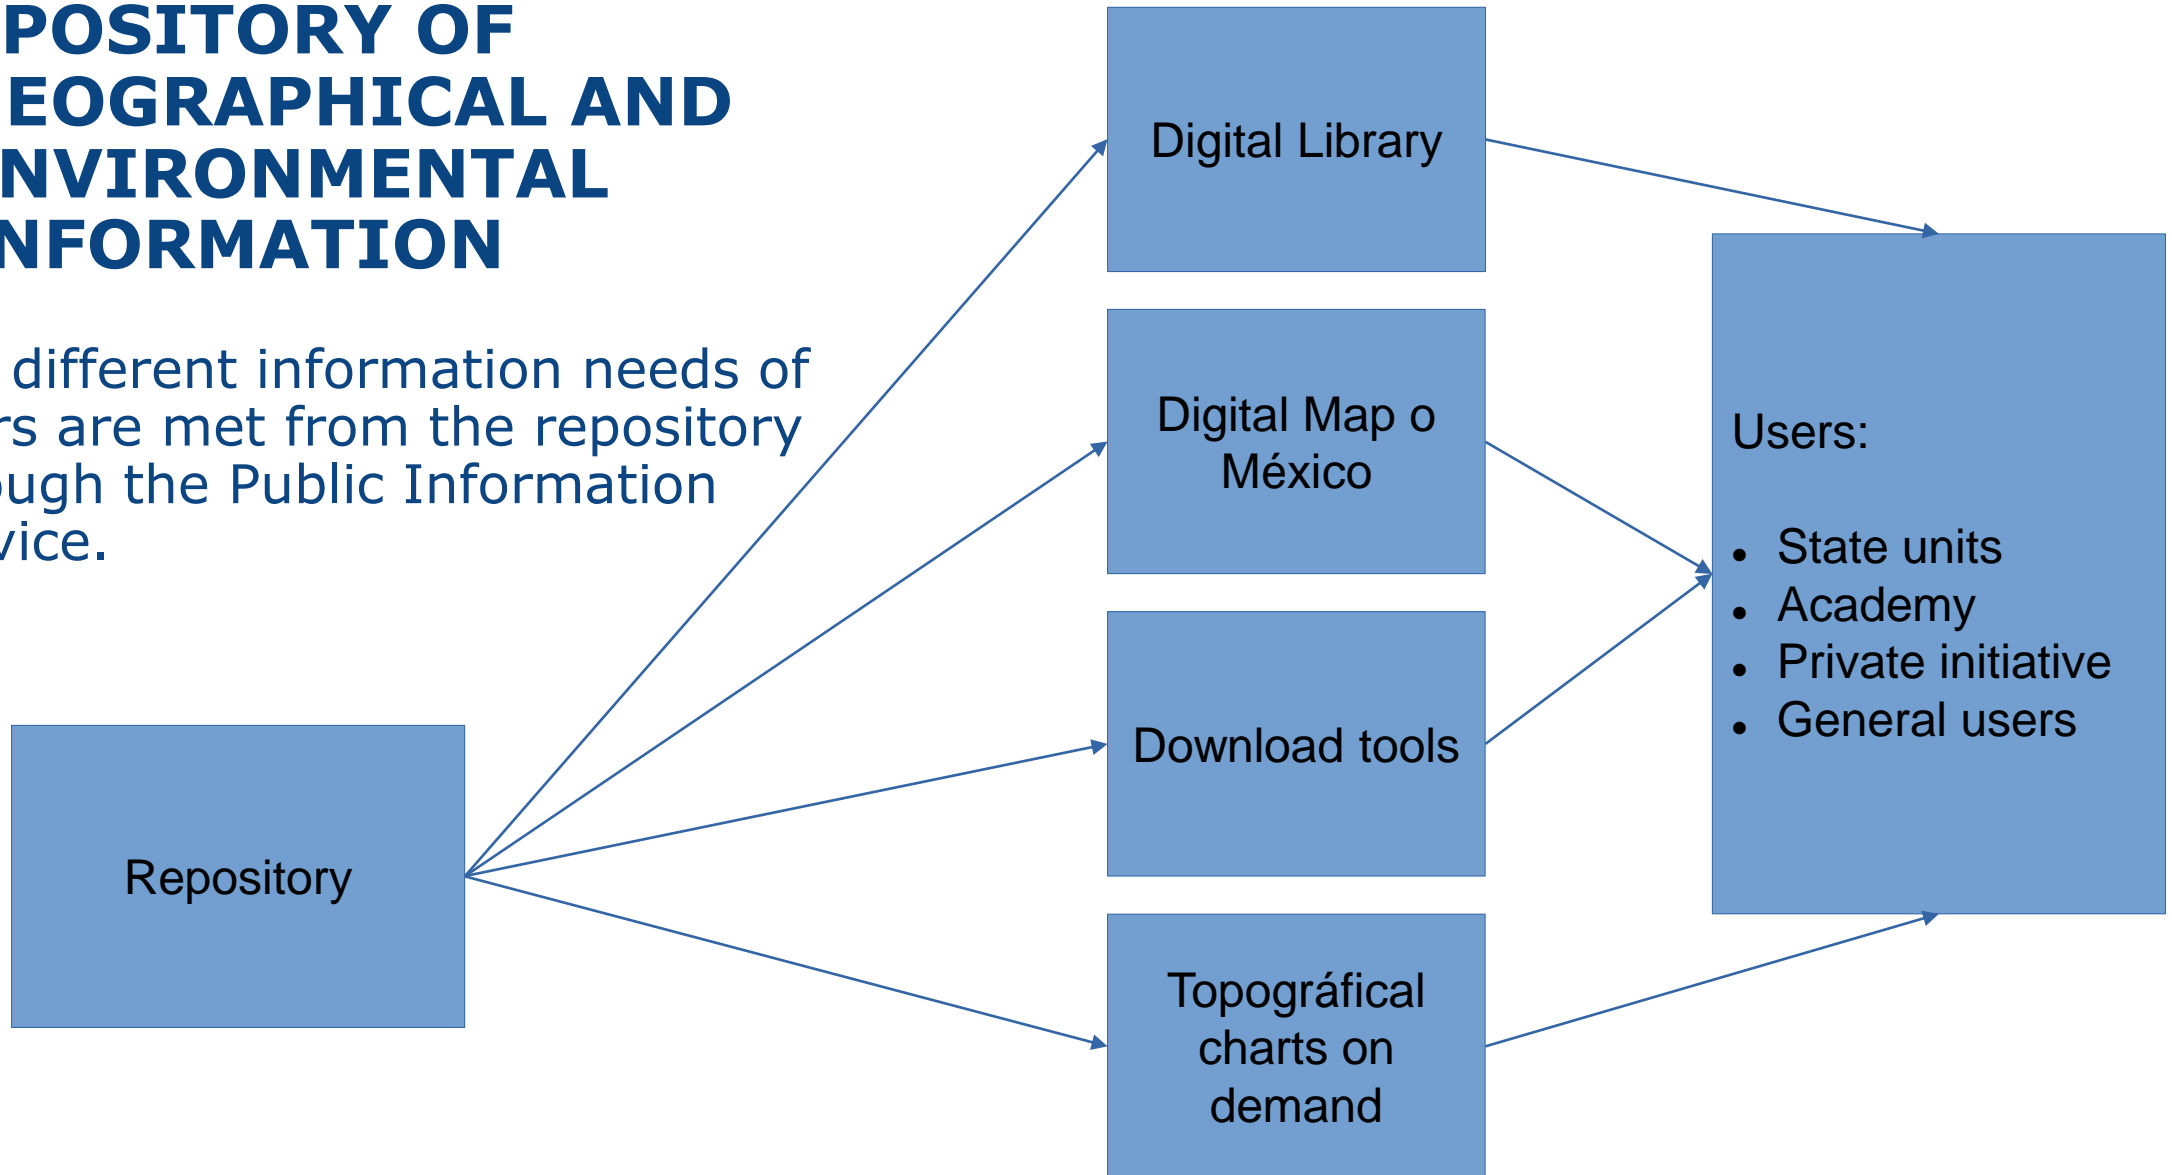 POSITORY OF
EOGRAPHICAL AND
NVIRONMENTAL
NFORMATION
different information needs of
rs are met from the repository
ough the Public Information
vice.
Repository
Digital Library
Digital Map o
México
Download tools
Topográfical
charts on
demand
Users:
• State units
• Academy
• Private initiative
• General users